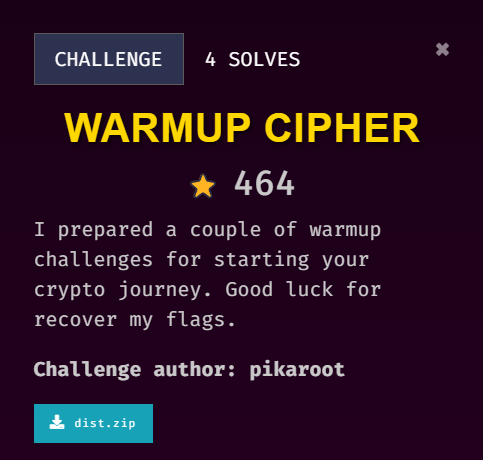 CHALLENGE
4 SOLVES
WARMUP CIPHER
464
I prepared a couple of warmup
challenges for starting your
crypto journey. Good luck for
recover my flags.
Challenge author: pikaroot
dist.zip